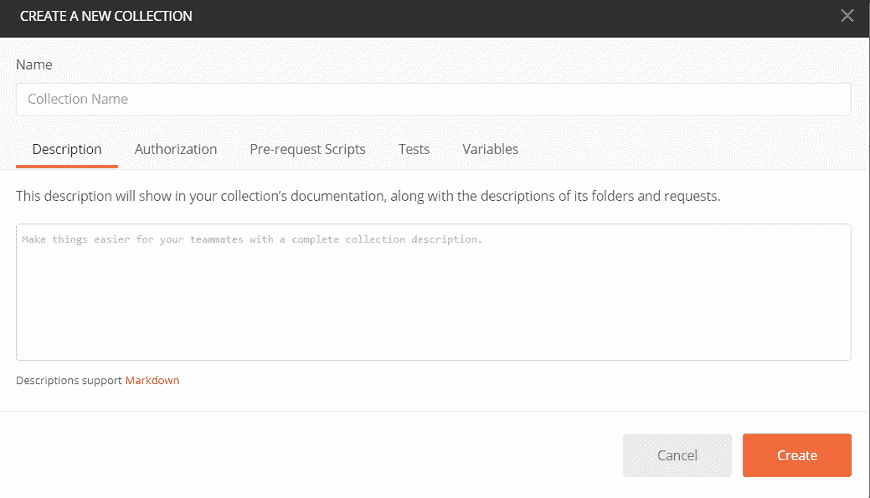 CREATE A NEW COLLECTION
Name
Collection Name
Description Authorization Pre-request Scripts Tests Variables
This description will show in your collection's documentation, along with the descriptions of its folders and requests.
Make things easier for your teammates with a complete collection description.
Descriptions support Markdown
Cancel Create